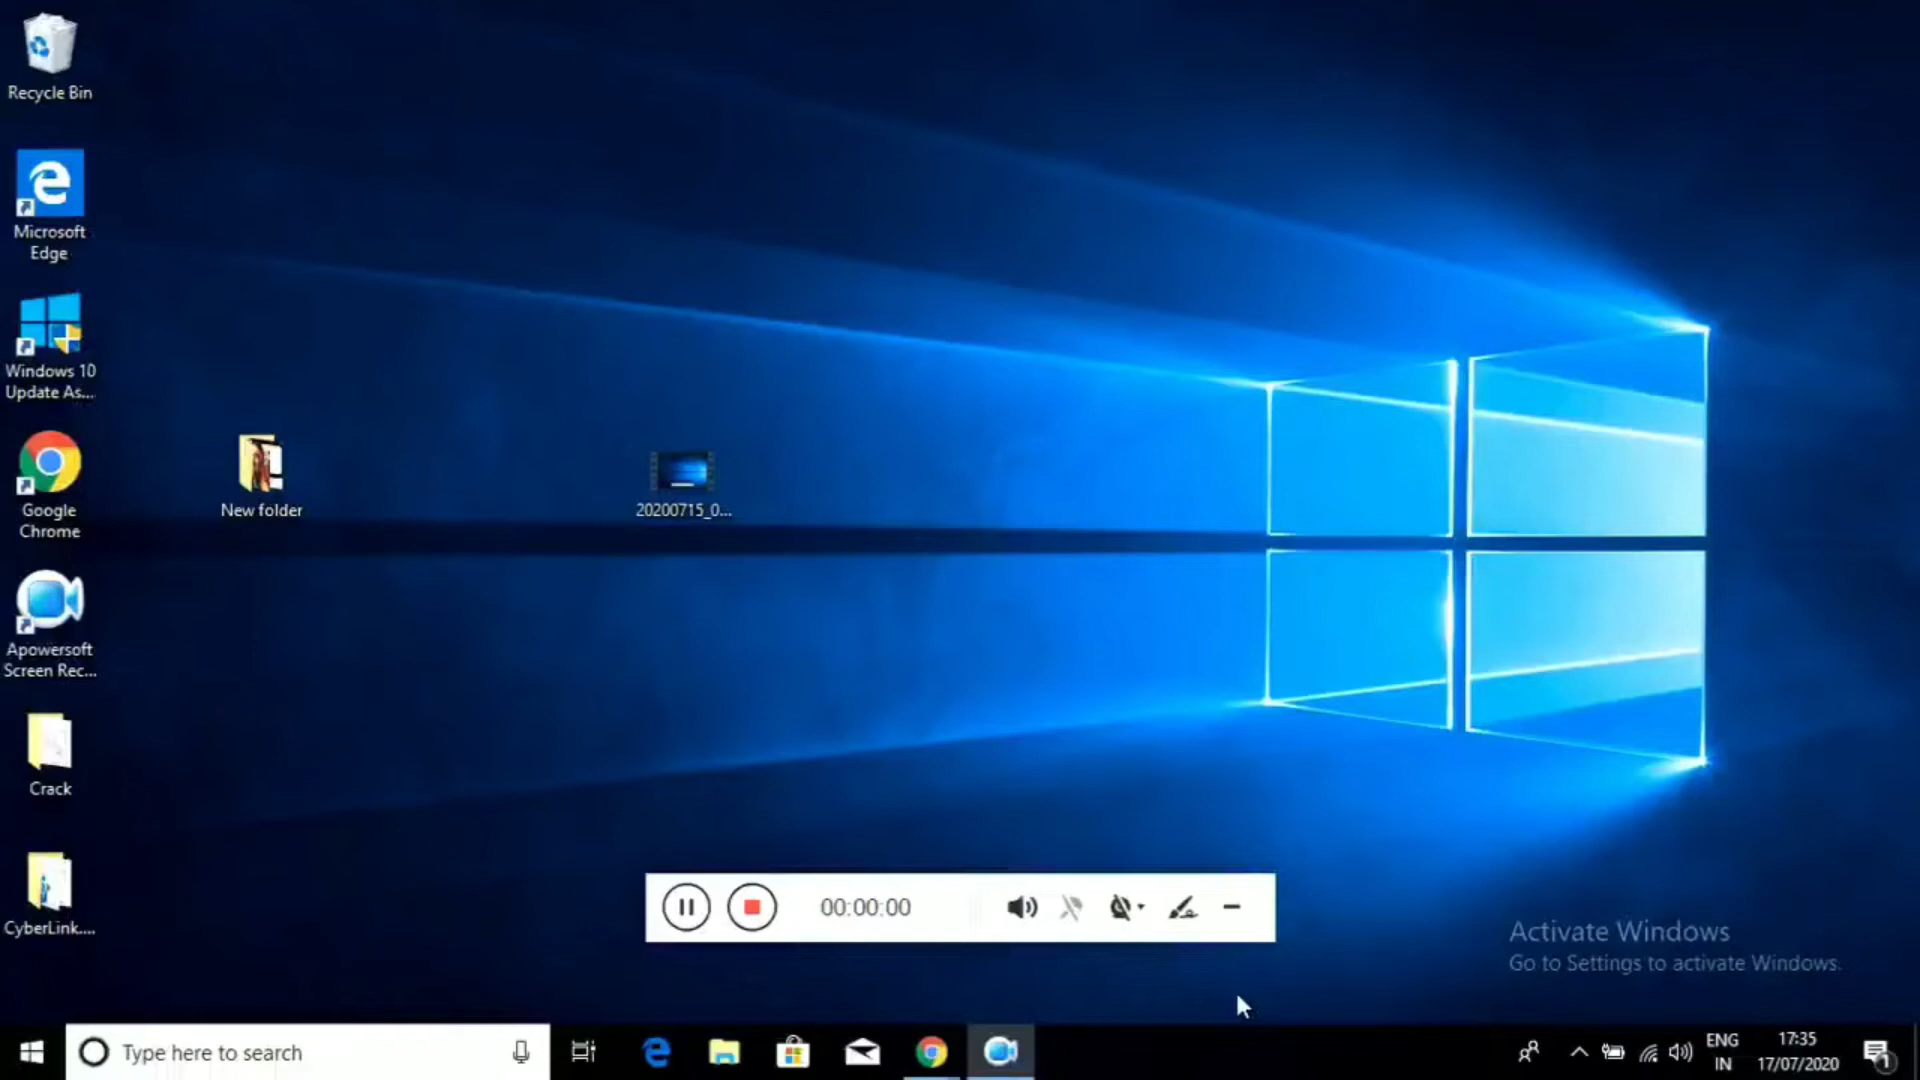 Recycle Bin
Microsoft
Edge
Windows 10
Update As...
Google
Chrome
New folder
20200715_0...
Apowersoft
Screen Rec...
Crack
CyberLink....
00:00:00
Activate Windows
Go to Settings to activate Windows.
Type here to search
ENG
IN
17:35
17/07/2020
1